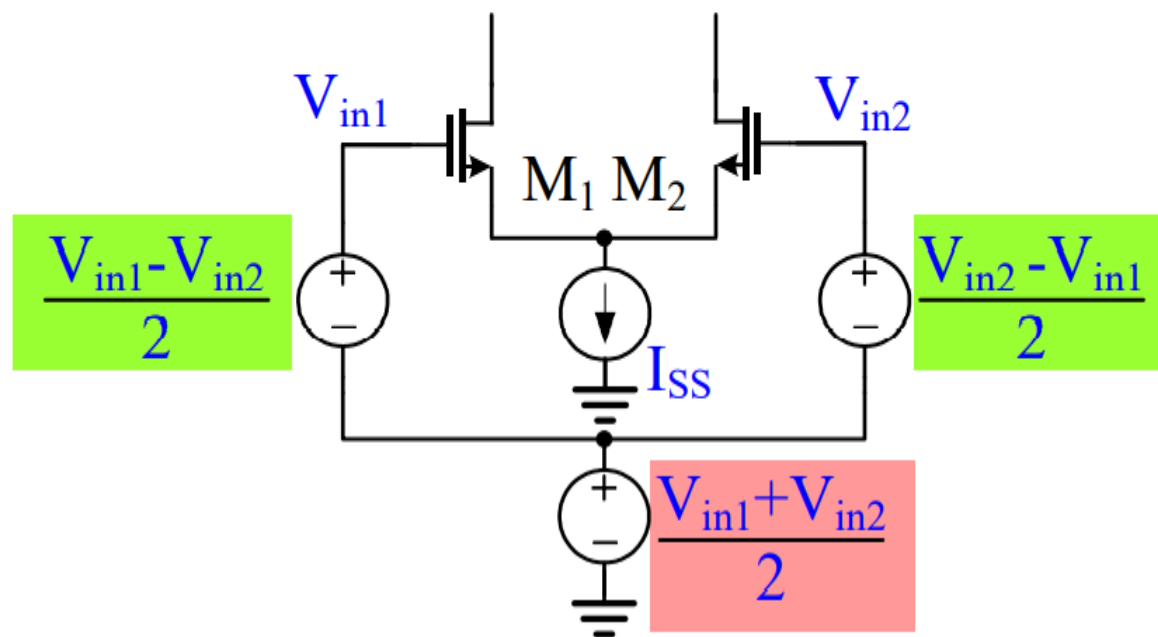 V_in1
V_in2
M_1 M_2
V_in1-V_in2
2
+
−
+
−
V_in2 -V_in1
2
I_SS
+
−
V_in1+V_in2
2